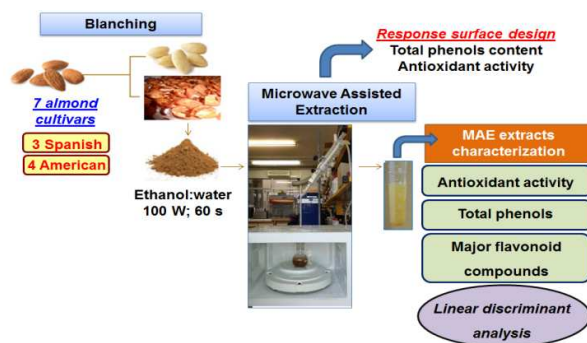 Blanching
7 almond
cultivars
3 Spanish
4 American
Ethanol:water
100 W; 60 s
Microwave Assisted
Extraction
Response surface design
Total phenols content
Antioxidant activity
MAE extracts
characterization
Antioxidant activity
Total phenols
Major flavonoid
compounds
Linear discriminant
analysis